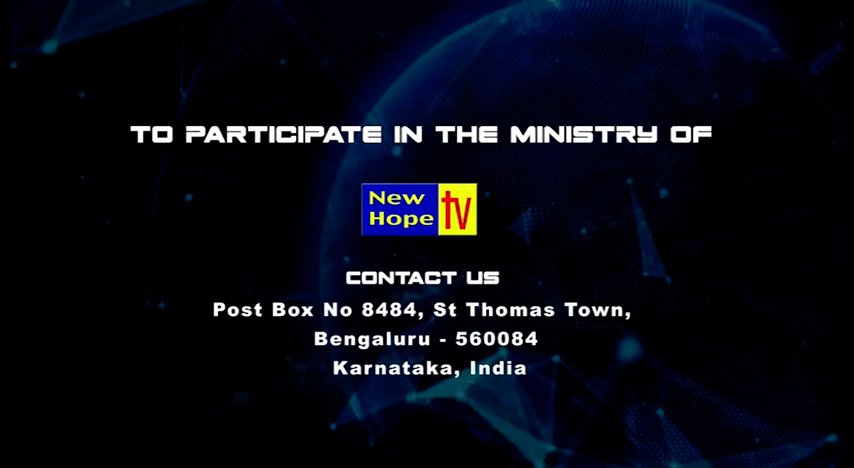 TO PARTICIPATE IN THE MINISTRY OF
New
Hope
tv
CONTACT US
Post Box No 8484, St Thomas Town,
Bengaluru - 560084
Karnataka, India